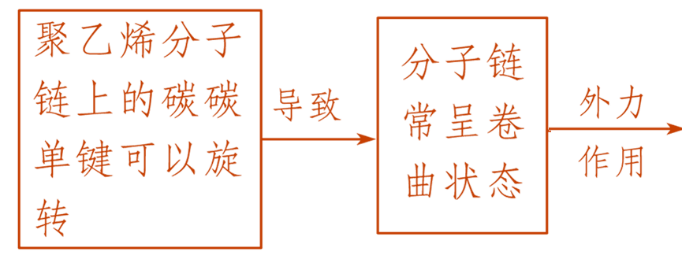 聚乙烯分子
链上的碳碳
单键可以旋
转
导致
分子链
常呈卷
曲状态
外力
作用